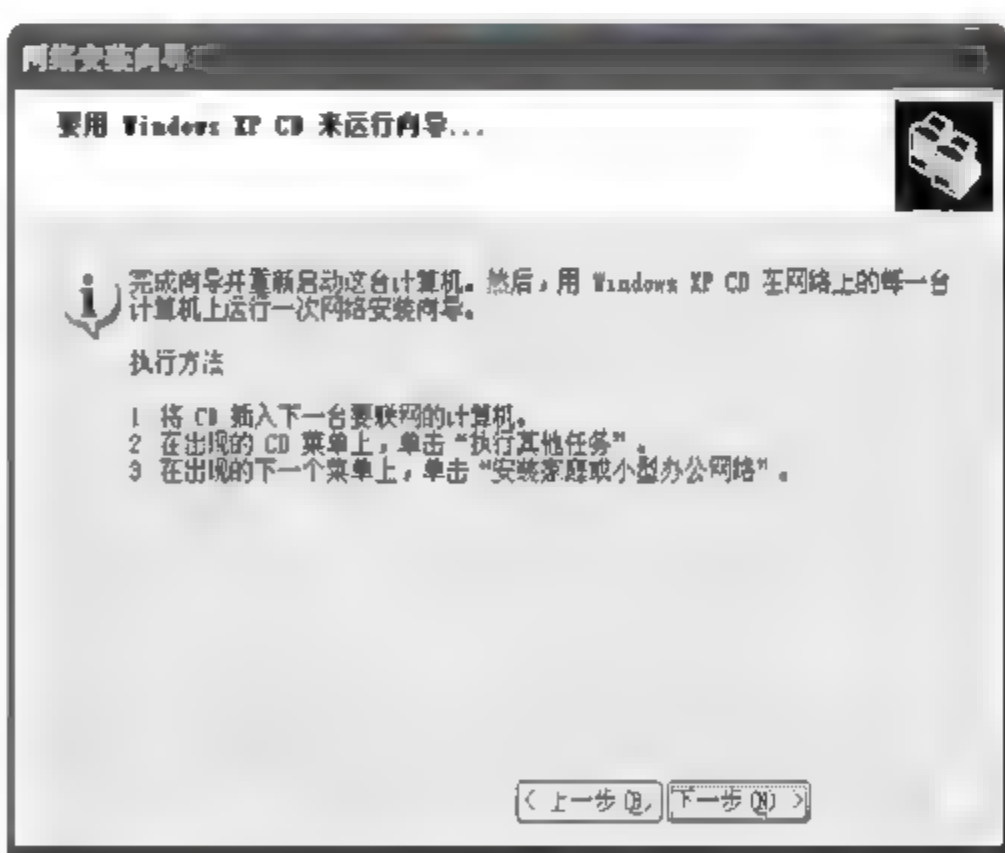 网络安装向导
要用 Windows XP CD 来运行向导...
完成向导并重新启动这台计算机。然后，用 Windows XP CD 在网络上的每一台
计算机上运行一次网络安装向导。
执行方法
1 将 CD 插入下一台要联网的计算机。
2 在出现的 CD 菜单上，单击“执行其他任务”。
3 在出现的下一个菜单上，单击“安装家庭或小型办公网络”。
< 上一步(B) 下一步(N) >